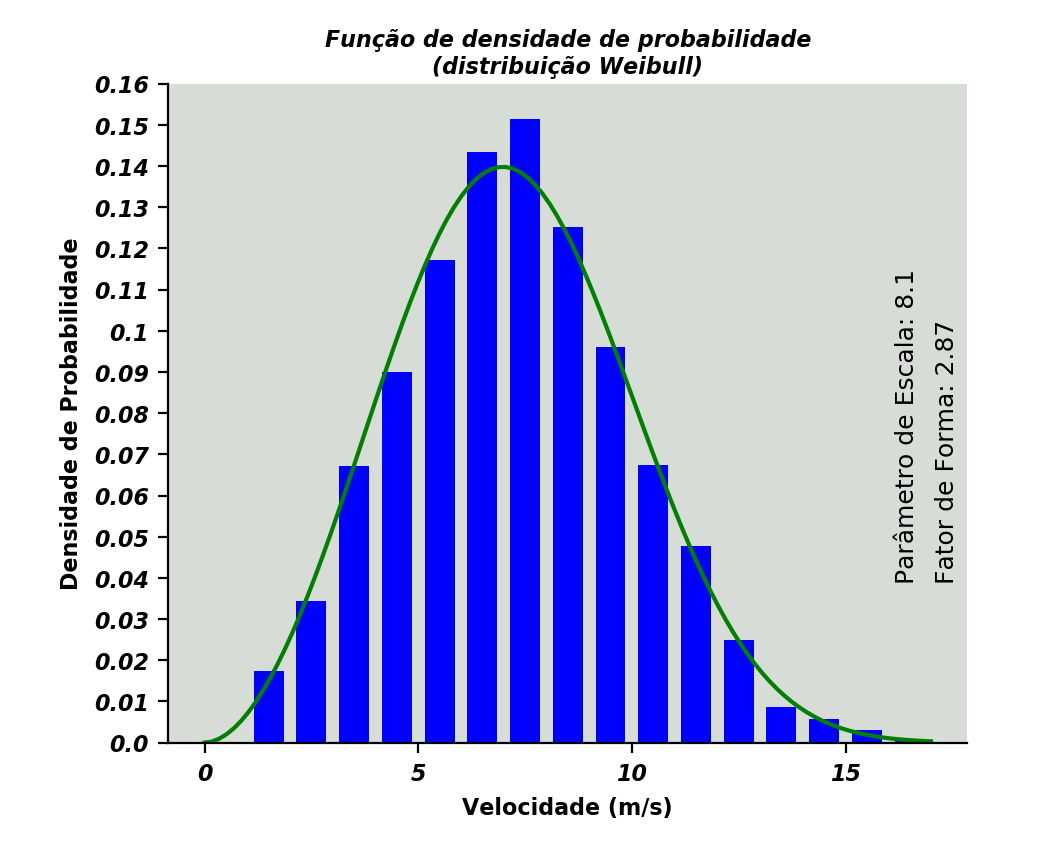 Função de densidade de probabilidade
(distribuição Weibull)
Densidade de Probabilidade
0.16
0.15
0.14
0.13
0.12
0.11
0.1
0.09
0.08
0.07
0.06
0.05
0.04
0.03
0.02
0.01
0.0
Parâmetro de Escala: 8.1
Fator de Forma: 2.87
0 5 10 15
Velocidade (m/s)